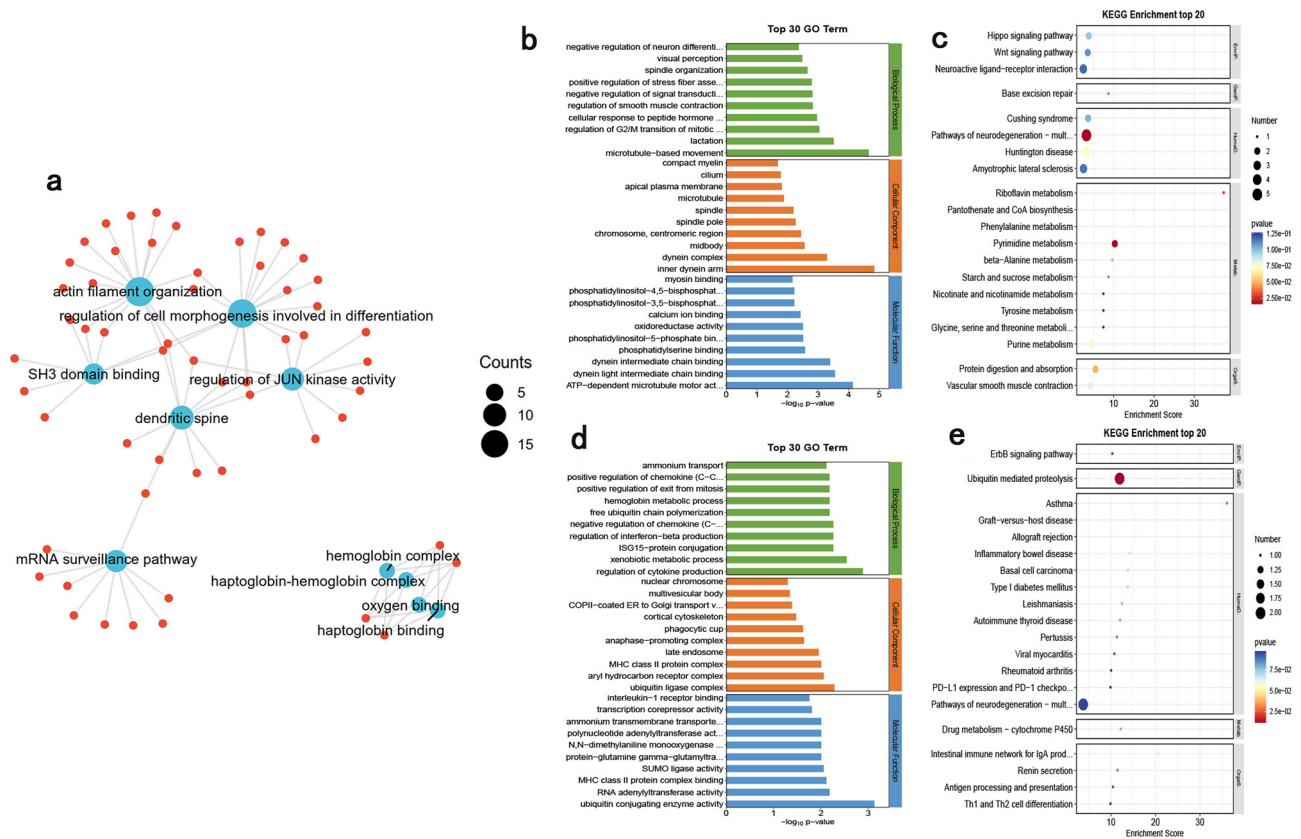 a
actin filament organization
regulation of cell morphogenesis involved in differentiation
SH3 domain binding
regulation of JUN kinase activity
dendritic spine
mRNA surveillance pathway
hemoglobin complex
haptoglobin-hemoglobin complex
oxygen binding
haptoglobin binding
Counts
5
10
15
b
Top 30 GO Term
negative regulation of neuron differenti...
visual perception
spindle organization
positive regulation of stress fiber asse...
negative regulation of signal transducti...
regulation of smooth muscle contraction
cellular response to peptide hormone ...
regulation of G2/M transition of mitotic ...
lactation
microtubule-based movement
Biological Process
compact myelin
cilium
apical plasma membrane
microtubule
spindle
spindle pole
chromosome, centromeric region
midbody
dynein complex
inner dynein arm
Cellular Component
myosin binding
phosphatidylinositol-4,5-bisphosphat...
phosphatidylinositol-3,5-bisphosphat...
calcium ion binding
oxidoreductase activity
phosphatidylinositol-5-phosphate bin...
phosphatidylserine binding
dynein intermediate chain binding
dynein light intermediate chain binding
ATP-dependent microtubule motor act...
Molecular Function
0 1 2 3 4 5
-log10 p-value
c
KEGG Enrichment top 20
Hippo signaling pathway
Wnt signaling pathway
Neuroactive ligand-receptor interaction
EnvIP.
Base excision repair
GenIP.
Cushing syndrome
Pathways of neurodegeneration - mult...
Huntington disease
Amyotrophic lateral sclerosis
HumaD.
Riboflavin metabolism
Pantothenate and CoA biosynthesis
Phenylalanine metabolism
Pyrimidine metabolism
beta-Alanine metabolism
Starch and sucrose metabolism
Nicotinate and nicotinamide metabolism
Tyrosine metabolism
Glycine, serine and threonine metaboli...
Purine metabolism
Metab.
Protein digestion and absorption
Vascular smooth muscle contraction
OrgaS.
10 20 30
Enrichment Score
Number
1
2
3
4
5
pvalue
1.25e-01
1.00e-01
7.50e-02
5.00e-02
2.50e-02
d
Top 30 GO Term
ammonium transport
positive regulation of chemokine (C-C...
positive regulation of exit from mitosis
hemoglobin metabolic process
free ubiquitin chain polymerization
negative regulation of chemokine (C-...
regulation of interferon-beta production
ISG15-protein conjugation
xenobiotic metabolic process
regulation of cytokine production
Biological Process
nuclear chromosome
multivesicular body
COPII-coated ER to Golgi transport v...
cortical cytoskeleton
phagocytic cup
anaphase-promoting complex
late endosome
MHC class II protein complex
aryl hydrocarbon receptor complex
ubiquitin ligase complex
Cellular Component
interleukin-1 receptor binding
transcription corepressor activity
ammonium transmembrane transporte...
polynucleotide adenylyltransferase act...
N,N-dimethylaniline monooxygenase ...
protein-glutamine gamma-glutamyltra...
SUMO ligase activity
MHC class II protein complex binding
RNA adenylyltransferase activity
ubiquitin conjugating enzyme activity
Molecular Function
0 1 2 3
-log10 p-value
e
KEGG Enrichment top 20
ErbB signaling pathway
EnvIP.
Ubiquitin mediated proteolysis
GenIP.
Asthma
Graft-versus-host disease
Allograft rejection
Inflammatory bowel disease
Basal cell carcinoma
Type I diabetes mellitus
Leishmaniasis
Autoimmune thyroid disease
Pertussis
Viral myocarditis
Rheumatoid arthritis
PD-L1 expression and PD-1 checkpo...
Pathways of neurodegeneration - mult...
HumaD.
Drug metabolism - cytochrome P450
Metab.
Intestinal immune network for IgA prod...
Renin secretion
Antigen processing and presentation
Th1 and Th2 cell differentiation
OrgaS.
10 20 30
Enrichment Score
Number
1.00
1.25
1.50
1.75
2.00
pvalue
7.5e-02
5.0e-02
2.5e-02